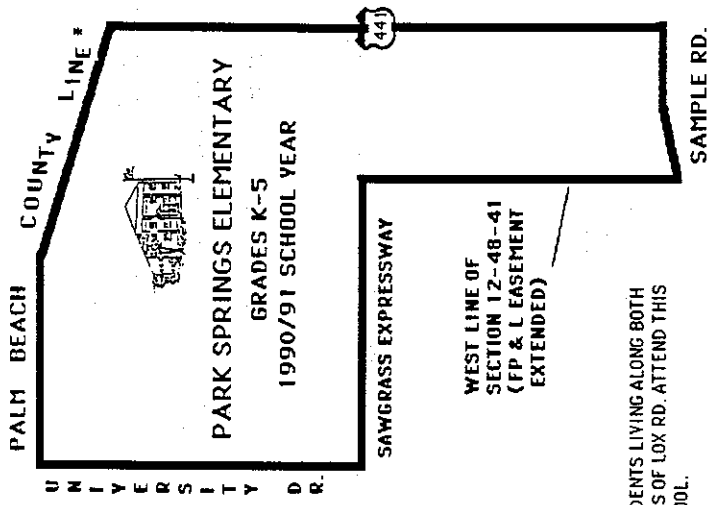 PALM BEACH COUNTY LINE *
UNIVERSITY DR.
PARK SPRINGS ELEMENTARY
GRADES K-5
1990/91 SCHOOL YEAR
441
SAWGRASS EXPRESSWAY
WEST LINE OF
SECTION 12-48-41
(FP & L EASEMENT
EXTENDED)
SAMPLE RD.
DENTS LIVING ALONG BOTH
S OF LOX RD. ATTEND THIS
OOL.